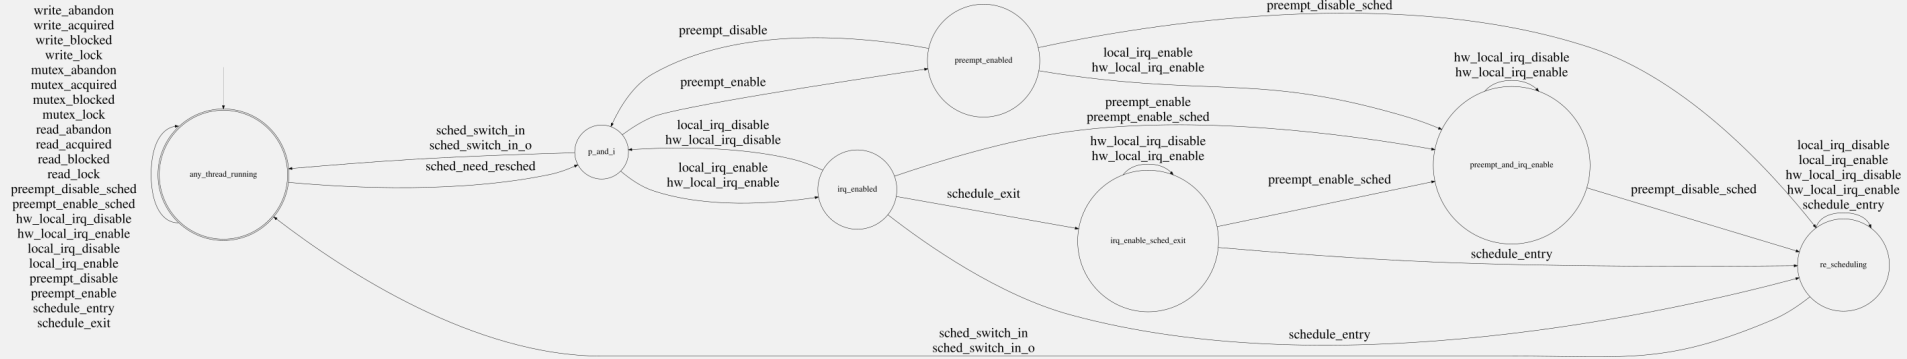 write_abandon
write_acquired
write_blocked
write_lock
mutex_abandon
mutex_acquired
mutex_blocked
mutex_lock
read_abandon
read_acquired
read_blocked
read_lock
preempt_disable_sched
preempt_enable_sched
hw_local_irq_disable
hw_local_irq_enable
local_irq_disable
local_irq_enable
preempt_disable
preempt_enable
schedule_entry
schedule_exit
any_thread_running
sched_switch_in
sched_switch_in_o
sched_need_resched
p_and_i
preempt_disable
preempt_enable
local_irq_disable
hw_local_irq_disable
local_irq_enable
hw_local_irq_enable
preempt_enabled
irq_enabled
preempt_disable_sched
local_irq_enable
hw_local_irq_enable
preempt_enable
preempt_enable_sched
schedule_exit
hw_local_irq_disable
hw_local_irq_enable
irq_enable_sched_exit
preempt_enable_sched
schedule_entry
schedule_entry
hw_local_irq_disable
hw_local_irq_enable
preempt_and_irq_enable
preempt_disable_sched
local_irq_disable
local_irq_enable
hw_local_irq_disable
hw_local_irq_enable
schedule_entry
re_scheduling
sched_switch_in
sched_switch_in_o